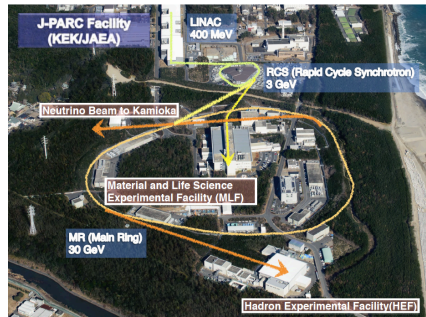 J-PARC Facility
(KEK/JAEA)
LINAC
400 MeV
RCS (Rapid Cycle Synchrotron)
3 GeV
Neutrino Beam to Kamioka
Material and Life Science
Experimental Facility (MLF)
MR (Main Ring)
30 GeV
Hadron Experimental Facility(HEF)